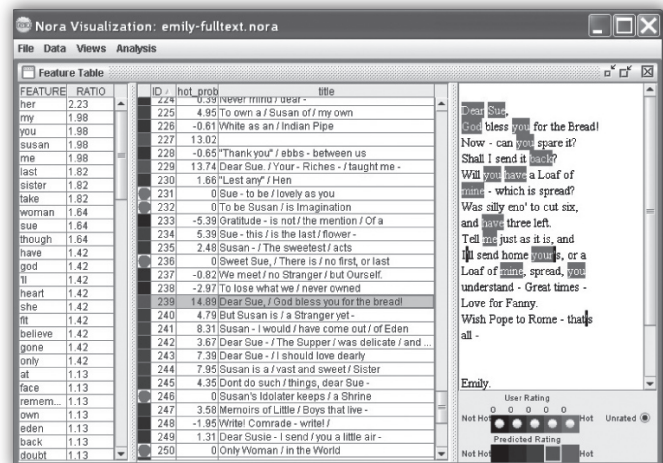 Nora Visualization: emily-fulltext.nora
File Data Views Analysis
Feature Table
FEATURE RATIO
her 2.23
my 1.98
you 1.98
susan 1.98
me 1.98
last 1.82
sister 1.82
take 1.82
woman 1.64
sue 1.64
though 1.64
have 1.42
god 1.42
'll 1.42
heart 1.42
she 1.42
fit 1.42
believe 1.42
gone 1.42
only 1.42
at 1.13
face 1.13
remem... 1.13
own 1.13
eden 1.13
back 1.13
doubt 1.13
ID hot_prob title
224 0.39 Never mind / dear -
225 4.95 To own a / Susan of / my own
226 -0.61 White as an / Indian Pipe
227 13.02
228 -0.65 "Thank you" / ebbs - between us
229 13.74 Dear Sue. / Your - Riches - / taught me -
230 1.66 "Lest any" / Hen
231 0 Sue - to be / lovely as you
232 0 To be Susan / is Imagination
233 -5.39 Gratitude - is not / the mention / Of a
234 5.39 Sue - this / is the last / flower -
235 2.48 Susan - / The sweetest / acts
236 0 Sweet Sue, / There is / no first, or last
237 -0.82 We meet / no Stranger / but Ourself.
238 -2.97 To lose what we / never owned
239 14.89 Dear Sue, / God bless you for the bread!
240 4.79 But Susan is / a Stranger yet -
241 8.31 Susan - I would / have come out / of Eden
242 3.67 Dear Sue - / The Supper / was delicate / and ...
243 7.39 Dear Sue - / I should love dearly
244 7.95 Susan is a / vast and sweet / Sister
245 4.35 Dont do such / things, dear Sue -
246 0 Susan's Idolater keeps / a Shrine
247 3.58 Memoirs of Little / Boys that live -
248 -1.95 Write! Comrade - write! /
249 1.31 Dear Susie - I send / you a little air -
250 0 Only Woman / in the World
Dear Sue,
God bless you for the Bread!
Now - can you spare it?
Shall I send it back?
Will you have a Loaf of
mine - which is spread?
Was silly eno' to cut six,
and have three left.
Tell me just as it is, and
I'll send home your's, or a
Loaf of mine, spread, you
understand - Great times -
Love for Fanny.
Wish Pope to Rome - that's
all -
Emily.
User Rating
0 0 0 0 0
Not Hot Hot Unrated
Predicted Rating
Not Hot Hot